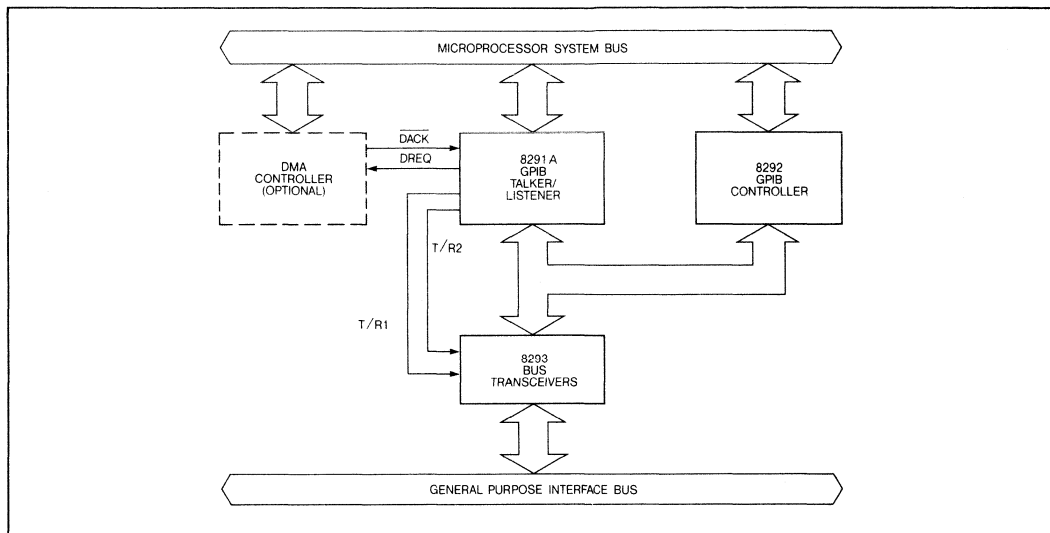 MICROPROCESSOR SYSTEM BUS
DMA
CONTROLLER
(OPTIONAL)
DACK
DREQ
8291A
GPIB
TALKER/
LISTENER
8292
GPIB
CONTROLLER
T/R2
T/R1
8293
BUS
TRANSCEIVERS
GENERAL PURPOSE INTERFACE BUS